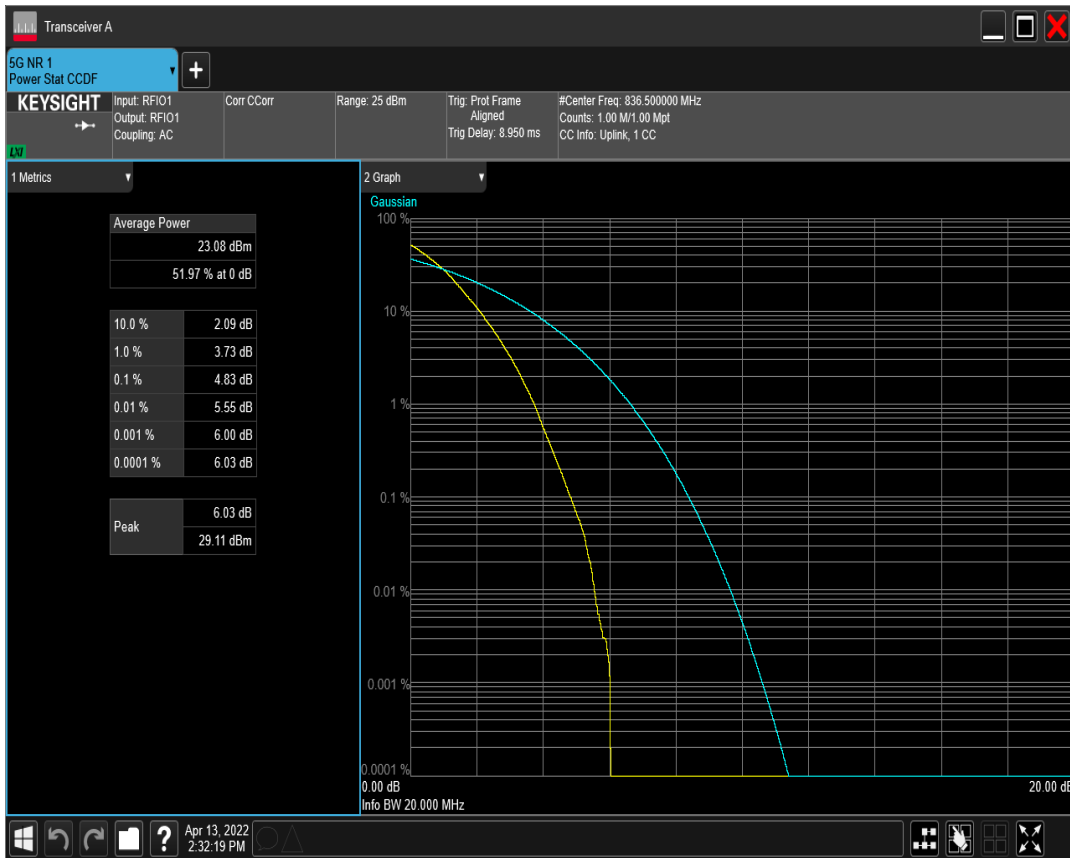 Transceiver A
5G NR 1
Power Stat CCDF
+
KEYSIGHT
LXI
Input: RFIO1
Output: RFIO1
Coupling: AC
Corr CCorr
Range: 25 dBm
Trig: Prot Frame
Aligned
Trig Delay: 8.950 ms
#Center Freq: 836.500000 MHz
Counts: 1.00 M/1.00 Mpt
CC Info: Uplink, 1 CC
1 Metrics
Average Power
23.08 dBm
51.97 % at 0 dB
10.0 % 2.09 dB
1.0 % 3.73 dB
0.1 % 4.83 dB
0.01 % 5.55 dB
0.001 % 6.00 dB
0.0001 % 6.03 dB
Peak
6.03 dB
29.11 dBm
2 Graph
Gaussian
100 %
10 %
1 %
0.1 %
0.01 %
0.001 %
0.0001 %
0.00 dB
20.00 dB
Info BW 20.000 MHz
?
Apr 13, 2022
2:32:19 PM